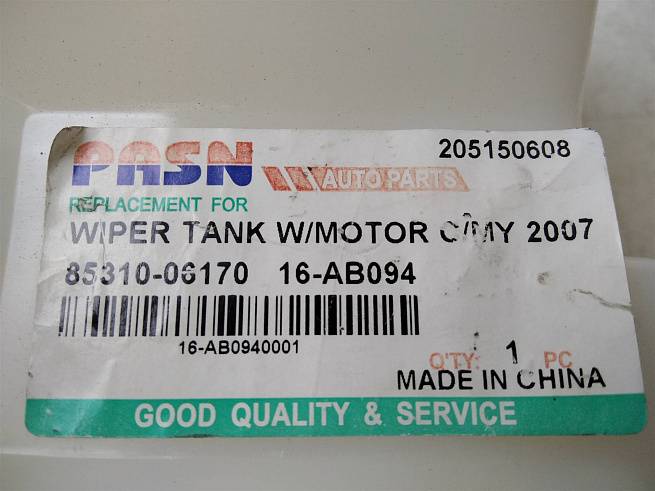 PASN AUTO PARTS 205150608
REPLACEMENT FOR
WIPER TANK W/MOTOR C/MY 2007
85310-06170 16-AB094
16-AB0940001
Q'TY: 1 PC
MADE IN CHINA
GOOD QUALITY & SERVICE